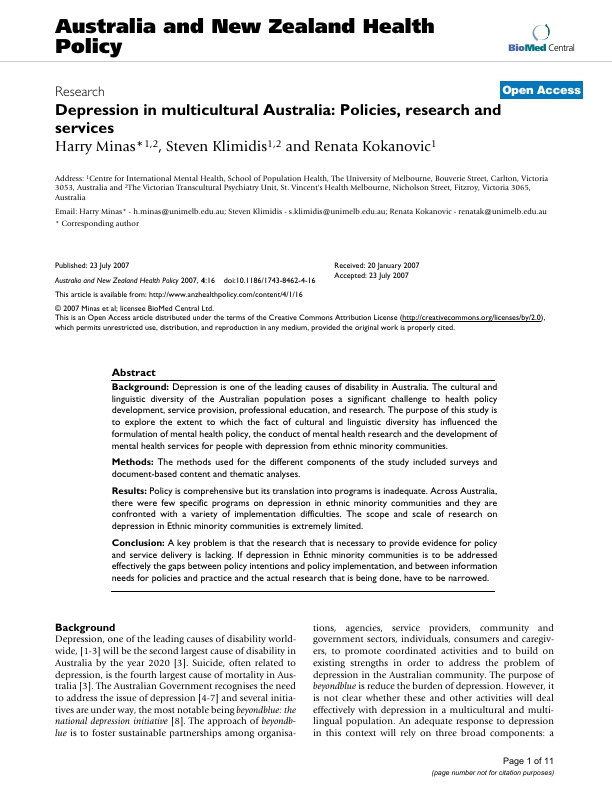 Australia and New Zealand Health
Policy
BioMed Central
Research
Open Access
Depression in multicultural Australia: Policies, research and
services
Harry Minas*1,2, Steven Klimidis1,2 and Renata Kokanovic1
Address: 1Centre for International Mental Health, School of Population Health, The University of Melbourne, Bouverie Street, Carlton, Victoria
3053, Australia and 2The Victorian Transcultural Psychiatry Unit, St. Vincent's Health Melbourne, Nicholson Street, Fitzroy, Victoria 3065,
Australia
Email: Harry Minas* - h.minas@unimelb.edu.au; Steven Klimidis - s.klimidis@unimelb.edu.au; Renata Kokanovic - renatak@unimelb.edu.au
* Corresponding author
Published: 23 July 2007
Australia and New Zealand Health Policy 2007, 4:16 doi:10.1186/1743-8462-4-16
This article is available from: http://www.anzhealthpolicy.com/content/4/1/16
Received: 20 January 2007
Accepted: 23 July 2007
© 2007 Minas et al; licensee BioMed Central Ltd.
This is an Open Access article distributed under the terms of the Creative Commons Attribution License (http://creativecommons.org/licenses/by/2.0),
which permits unrestricted use, distribution, and reproduction in any medium, provided the original work is properly cited.
Abstract
Background: Depression is one of the leading causes of disability in Australia. The cultural and
linguistic diversity of the Australian population poses a significant challenge to health policy
development, service provision, professional education, and research. The purpose of this study is
to explore the extent to which the fact of cultural and linguistic diversity has influenced the
formulation of mental health policy, the conduct of mental health research and the development of
mental health services for people with depression from ethnic minority communities.
Methods: The methods used for the different components of the study included surveys and
document-based content and thematic analyses.
Results: Policy is comprehensive but its translation into programs is inadequate. Across Australia,
there were few specific programs on depression in ethnic minority communities and they are
confronted with a variety of implementation difficulties. The scope and scale of research on
depression in Ethnic minority communities is extremely limited.
Conclusion: A key problem is that the research that is necessary to provide evidence for policy
and service delivery is lacking. If depression in Ethnic minority communities is to be addressed
effectively the gaps between policy intentions and policy implementation, and between information
needs for policies and practice and the actual research that is being done, have to be narrowed.
Background
Depression, one of the leading causes of disability world-
wide, [1-3] will be the second largest cause of disability in
Australia by the year 2020 [3]. Suicide, often related to
depression, is the fourth largest cause of mortality in Aus-
tralia [3]. The Australian Government recognises the need
to address the issue of depression [4-7] and several initia-
tives are under way, the most notable being beyondblue: the
national depression initiative [8]. The approach of beyondb-
lue is to foster sustainable partnerships among organisa-
tions, agencies, service providers, community and
government sectors, individuals, consumers and caregiv-
ers, to promote coordinated activities and to build on
existing strengths in order to address the problem of
depression in the Australian community. The purpose of
beyondblue is reduce the burden of depression. However, it
is not clear whether these and other activities will deal
effectively with depression in a multicultural and multi-
lingual population. An adequate response to depression
in this context will rely on three broad components: a
Page 1 of 11
(page number not for citation purposes)